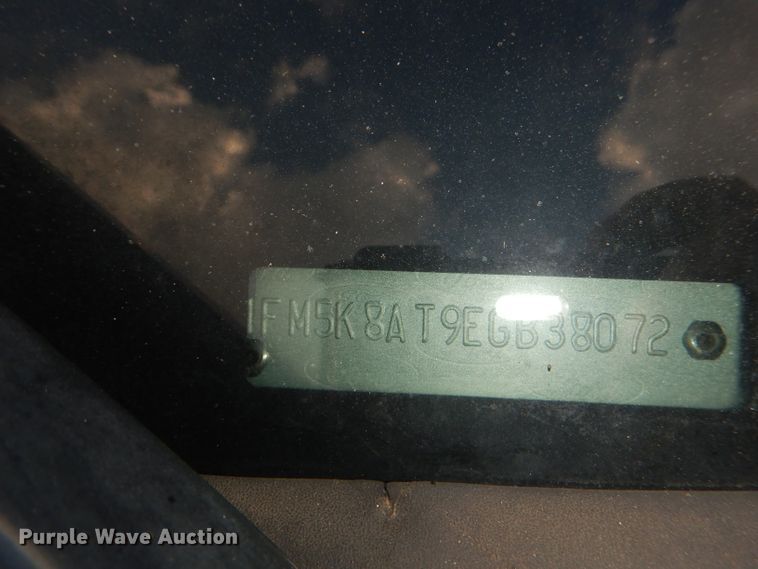 1FM5K8AT9EGB38072
Purple Wave Auction